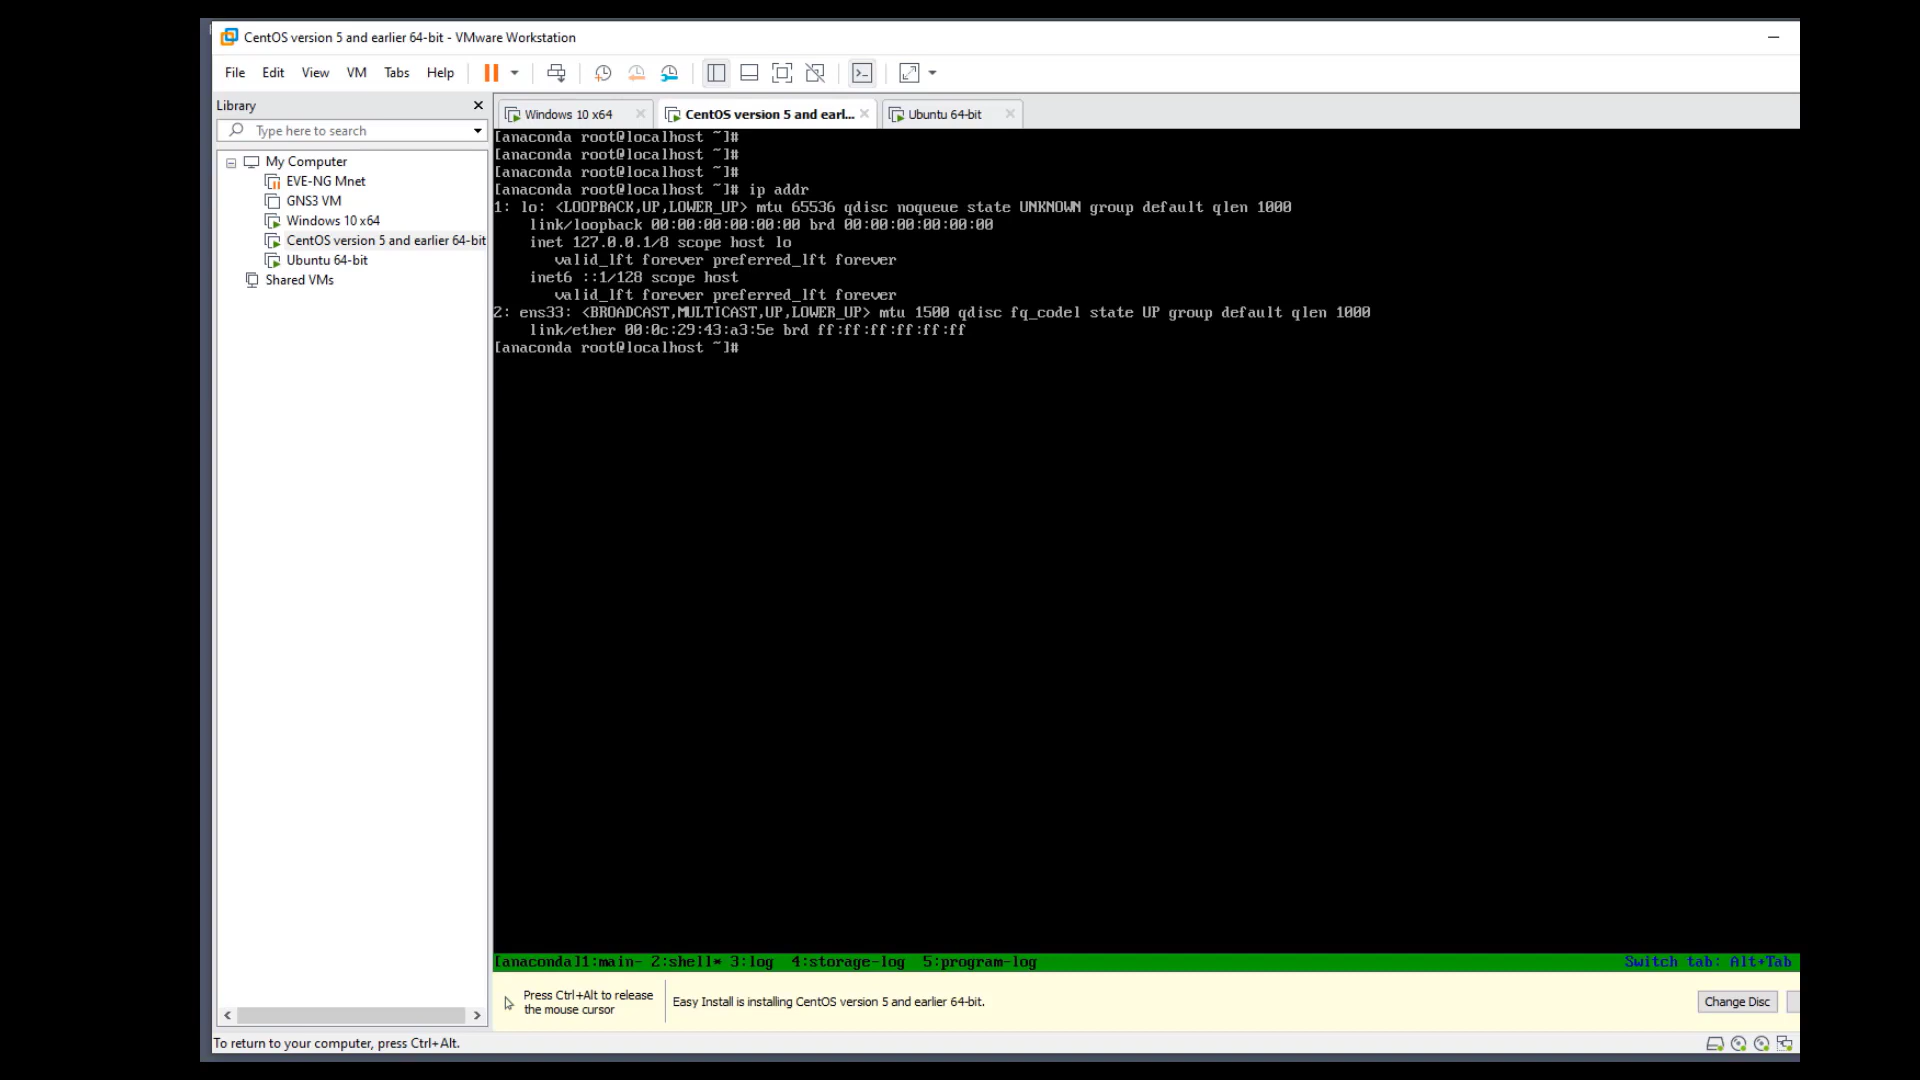 CentOS version 5 and earlier 64-bit - VMware Workstation
File Edit View VM Tabs Help
Library
Type here to search
My Computer
EVE-NG Mnet
GNS3 VM
Windows 10 x64
CentOS version 5 and earlier 64-bit
Ubuntu 64-bit
Shared VMs
Windows 10 x64 CentOS version 5 and earl... Ubuntu 64-bit
[anaconda root@localhost ~]#
[anaconda root@localhost ~]#
[anaconda root@localhost ~]#
[anaconda root@localhost ~]# ip addr
1: lo: <LOOPBACK,UP,LOWER_UP> mtu 65536 qdisc noqueue state UNKNOWN group default qlen 1000
link/loopback 00:00:00:00:00:00 brd 00:00:00:00:00:00
inet 127.0.0.1/8 scope host lo
valid_lft forever preferred_lft forever
inet6 ::1/128 scope host
valid_lft forever preferred_lft forever
2: ens33: <BROADCAST,MULTICAST,UP,LOWER_UP> mtu 1500 qdisc fq_codel state UP group default qlen 1000
link/ether 00:0c:29:43:a3:5e brd ff:ff:ff:ff:ff:ff
[anaconda root@localhost ~]#
[anaconda]1:main- 2:shell* 3:log 4:storage-log 5:program-log Switch tab: Alt+Tab
Press Ctrl+Alt to release
the mouse cursor
Easy Install is installing CentOS version 5 and earlier 64-bit.
Change Disc
To return to your computer, press Ctrl+Alt.